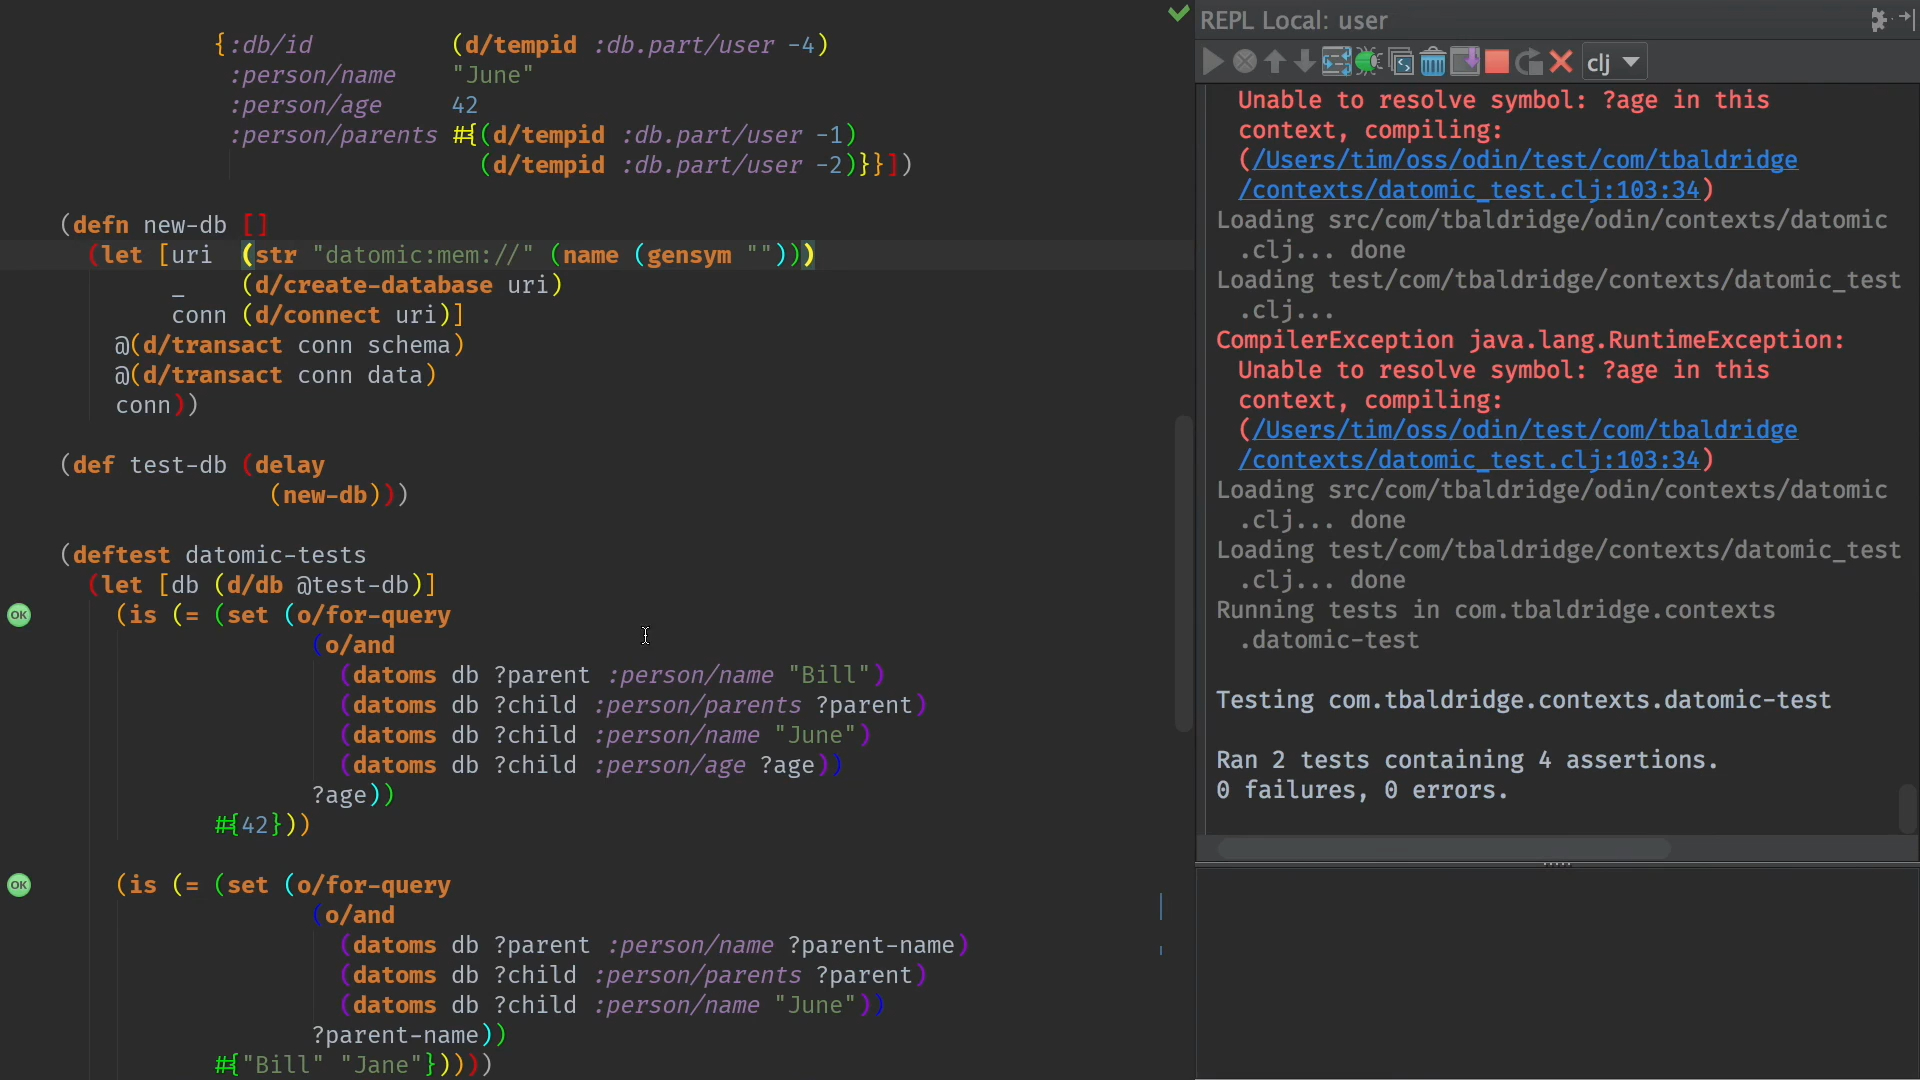 {:db/id          (d/tempid :db.part/user -4)
:person/name    "June"
:person/age     42
:person/parents #{(d/tempid :db.part/user -1)
(d/tempid :db.part/user -2)}}])
(defn new-db []
(let [uri  (str "datomic:mem://" (name (gensym "")))
_    (d/create-database uri)
conn (d/connect uri)]
@(d/transact conn schema)
@(d/transact conn data)
conn))
(def test-db (delay
(new-db)))
(deftest datomic-tests
(let [db (d/db @test-db)]
OK (is (= (set (o/for-query
(o/and
(datoms db ?parent :person/name "Bill")
(datoms db ?child :person/parents ?parent)
(datoms db ?child :person/name "June")
(datoms db ?child :person/age ?age))
?age))
#{42}))
OK (is (= (set (o/for-query
(o/and
(datoms db ?parent :person/name ?parent-name)
(datoms db ?child :person/parents ?parent)
(datoms db ?child :person/name "June"))
?parent-name))
#{"Bill" "Jane"}))))
REPL Local: user
clj
Unable to resolve symbol: ?age in this
context, compiling:
(/Users/tim/oss/odin/test/com/tbaldridge
/contexts/datomic_test.clj:103:34)
Loading src/com/tbaldridge/odin/contexts/datomic
.clj... done
Loading test/com/tbaldridge/contexts/datomic_test
.clj...
CompilerException java.lang.RuntimeException:
Unable to resolve symbol: ?age in this
context, compiling:
(/Users/tim/oss/odin/test/com/tbaldridge
/contexts/datomic_test.clj:103:34)
Loading src/com/tbaldridge/odin/contexts/datomic
.clj... done
Loading test/com/tbaldridge/contexts/datomic_test
.clj... done
Running tests in com.tbaldridge.contexts
.datomic-test
Testing com.tbaldridge.contexts.datomic-test
Ran 2 tests containing 4 assertions.
0 failures, 0 errors.